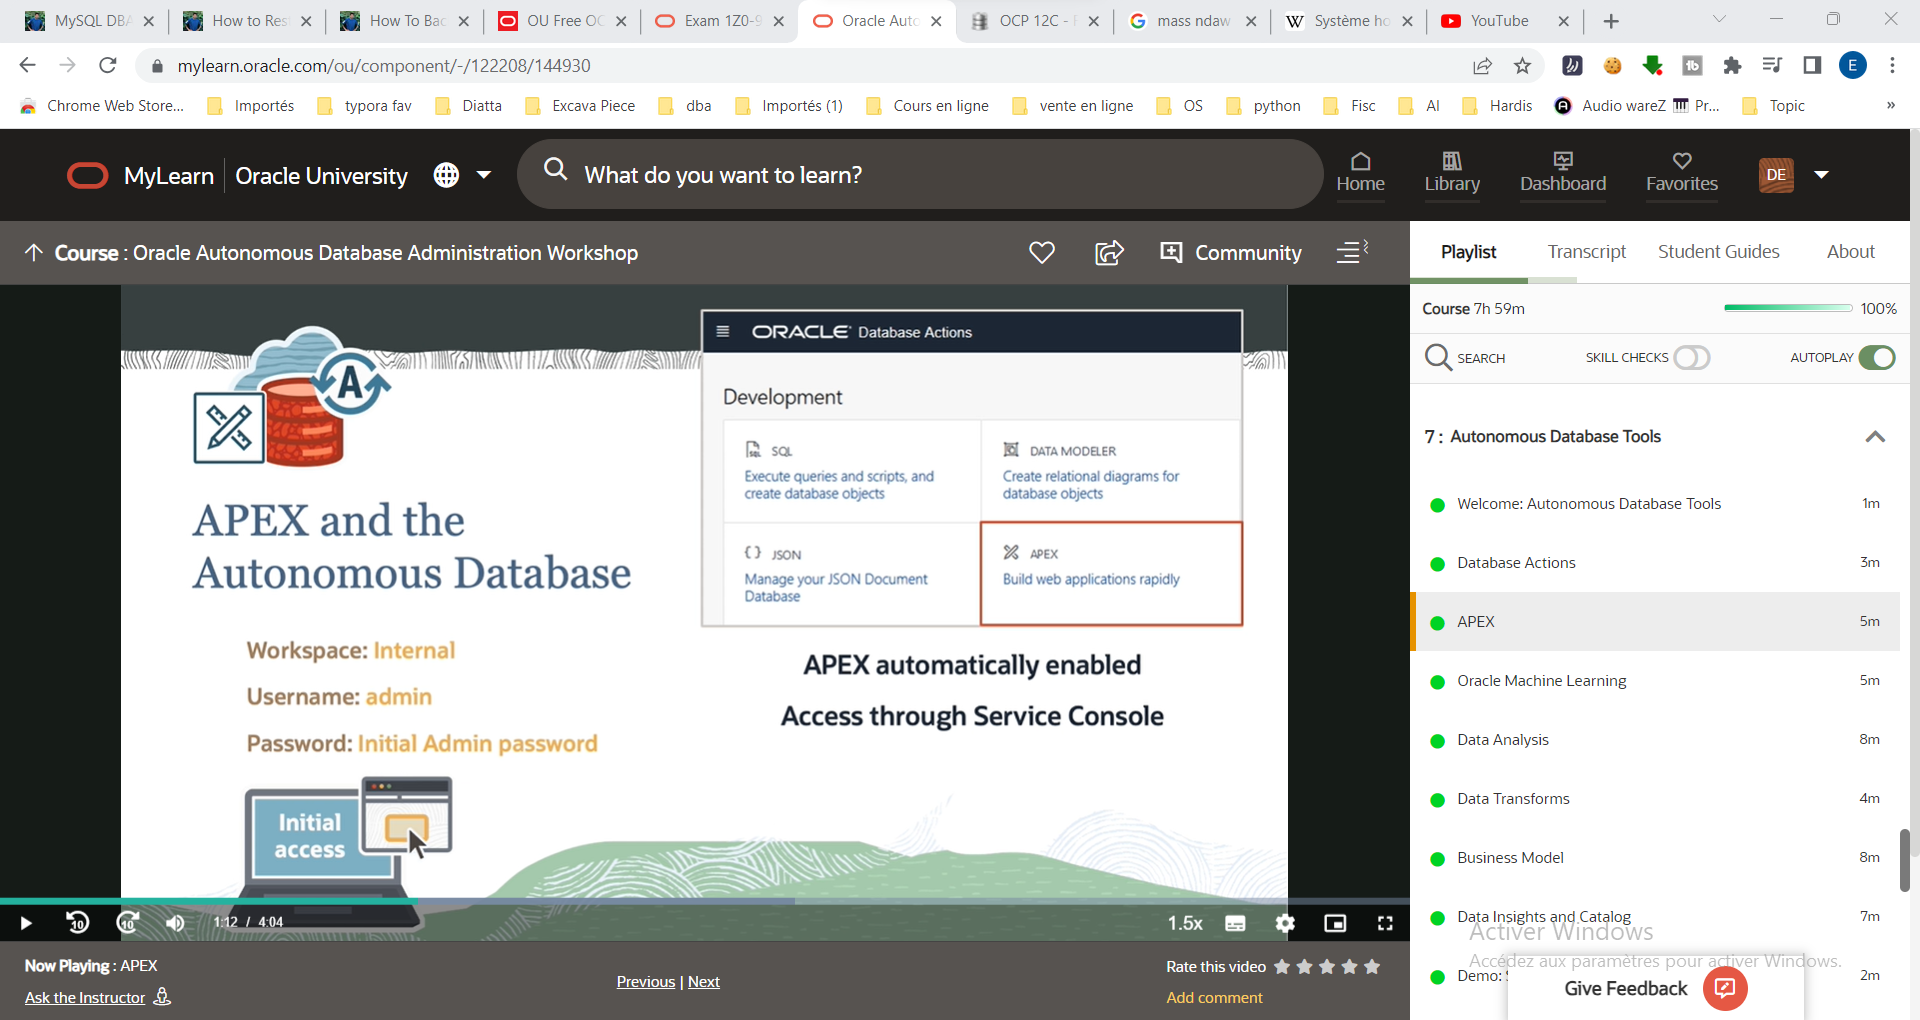 MySQL DBA
How to Res
How To Bac
OU Free OC
Exam 1Z0-9
Oracle Auto
OCP 12C -
mass ndaw
Système ho
YouTube
mylearn.oracle.com/ou/component/-/122208/144930
E
Chrome Web Store...
Importés
typora fav
Diatta
Excava Piece
dba
Importés (1)
Cours en ligne
vente en ligne
OS
python
Fisc
AI
Hardis
Audio wareZ
Pr...
Topic
»
MyLearn
Oracle University
What do you want to learn?
Home
Library
Dashboard
Favorites
DE
Course : Oracle Autonomous Database Administration Workshop
Community
Playlist
Transcript
Student Guides
About
Course 7h 59m
100%
SEARCH
SKILL CHECKS
AUTOPLAY
A
APEX and the
Autonomous Database
Workspace: Internal
Username: admin
Password: Initial Admin password
Initial
access
ORACLE Database Actions
Development
SQL
Execute queries and scripts, and
create database objects
DATA MODELER
Create relational diagrams for
database objects
{} JSON
Manage your JSON Document
Database
APEX
Build web applications rapidly
APEX automatically enabled
Access through Service Console
7 : Autonomous Database Tools
Welcome: Autonomous Database Tools 1m
Database Actions 3m
APEX 5m
Oracle Machine Learning 5m
Data Analysis 8m
Data Transforms 4m
Business Model 8m
Data Insights and Catalog 7m
Demo: 2m
10
10
1:12 / 4:04
1.5x
Now Playing : APEX
Ask the Instructor
Previous | Next
Rate this video
Add comment
Activer Windows
Accédez aux paramètres pour activer Windows.
Give Feedback